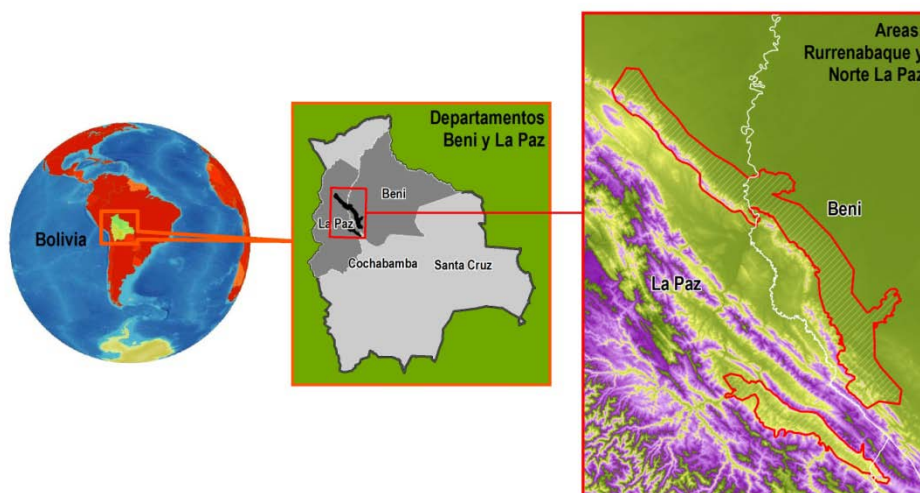 Bolivia
Departamentos
Beni y La Paz
Beni
La Paz
Cochabamba
Santa Cruz
Areas
Rurrenabaque y
Norte La Paz
Beni
La Paz